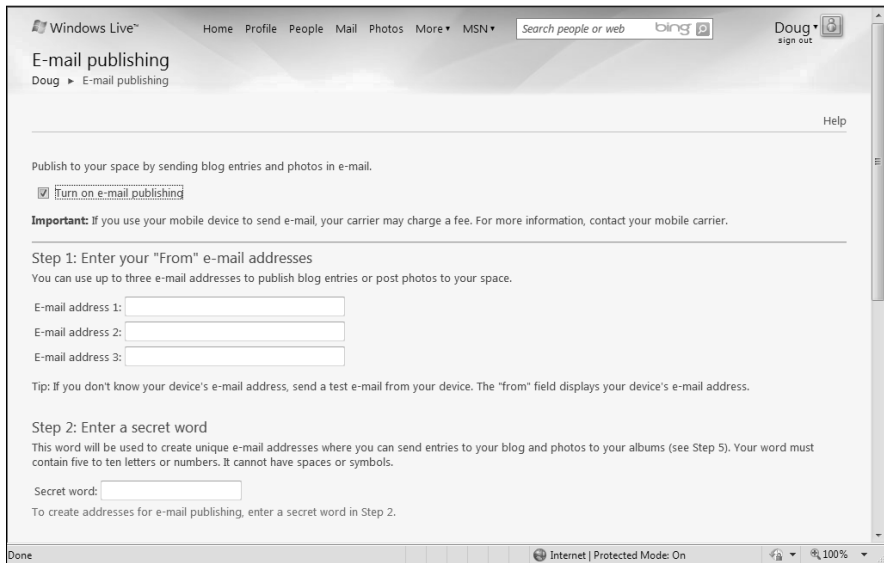 Windows Live™ Home Profile People Mail Photos More MSN Search people or web bing Doug
sign out
E-mail publishing
Doug ▸ E-mail publishing
Help
Publish to your space by sending blog entries and photos in e-mail.
Turn on e-mail publishing
Important: If you use your mobile device to send e-mail, your carrier may charge a fee. For more information, contact your mobile carrier.
Step 1: Enter your "From" e-mail addresses
You can use up to three e-mail addresses to publish blog entries or post photos to your space.
E-mail address 1:
E-mail address 2:
E-mail address 3:
Tip: If you don't know your device's e-mail address, send a test e-mail from your device. The "from" field displays your device's e-mail address.
Step 2: Enter a secret word
This word will be used to create unique e-mail addresses where you can send entries to your blog and photos to your albums (see Step 5). Your word must
contain five to ten letters or numbers. It cannot have spaces or symbols.
Secret word:
To create addresses for e-mail publishing, enter a secret word in Step 2.
Done Internet | Protected Mode: On 100%